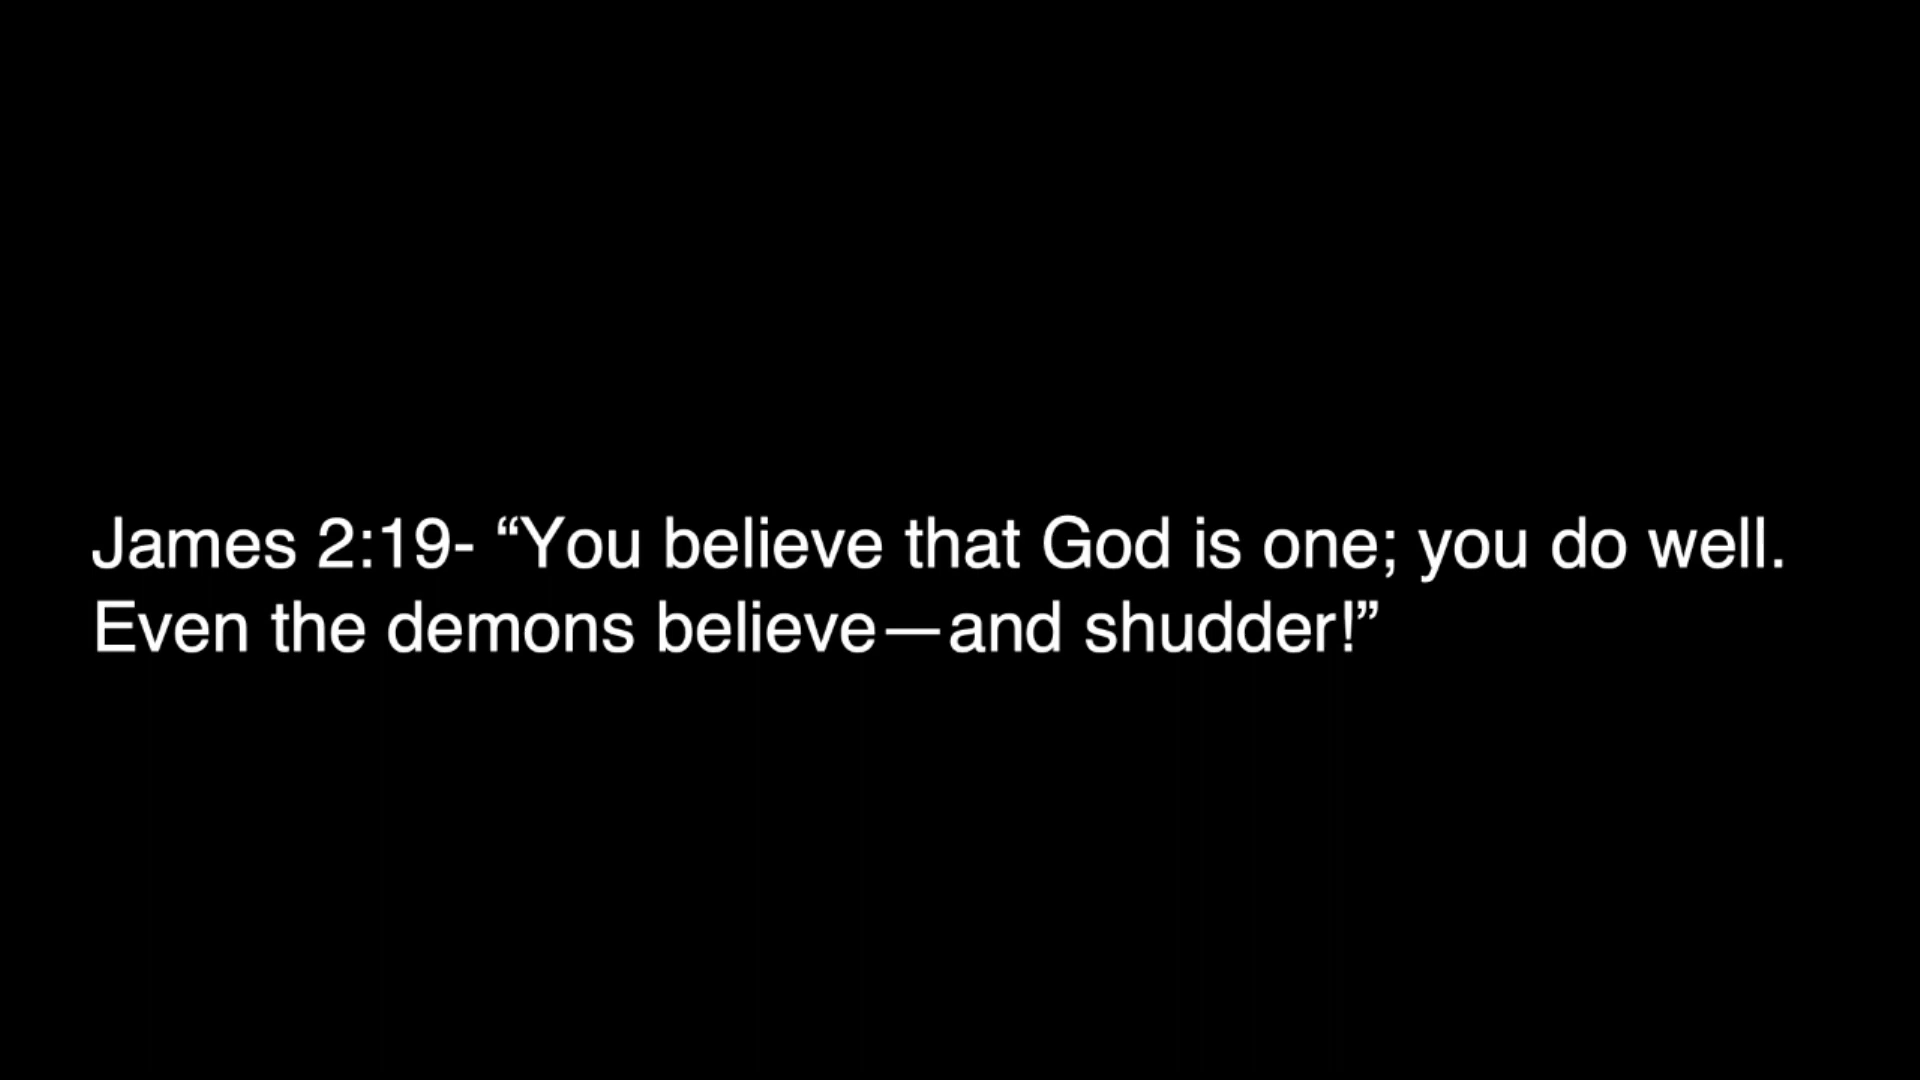 James 2:19- “You believe that God is one; you do well.
Even the demons believe—and shudder!”